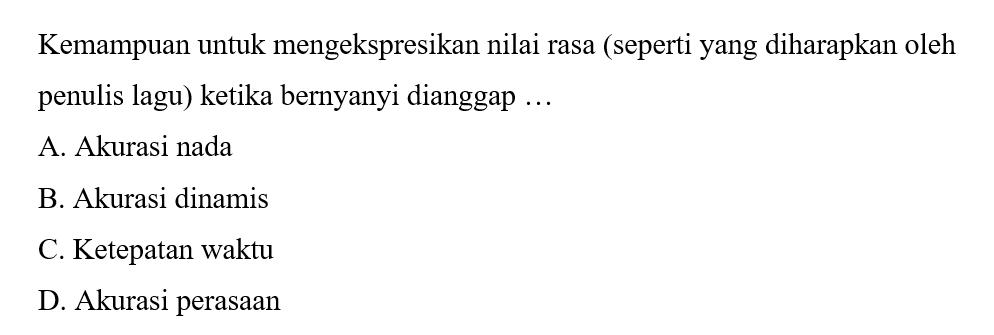 Kemampuan untuk mengekspresikan nilai rasa (seperti yang diharapkan oleh
penulis lagu) ketika bernyanyi dianggap …
A. Akurasi nada
B. Akurasi dinamis
C. Ketepatan waktu
D. Akurasi perasaan